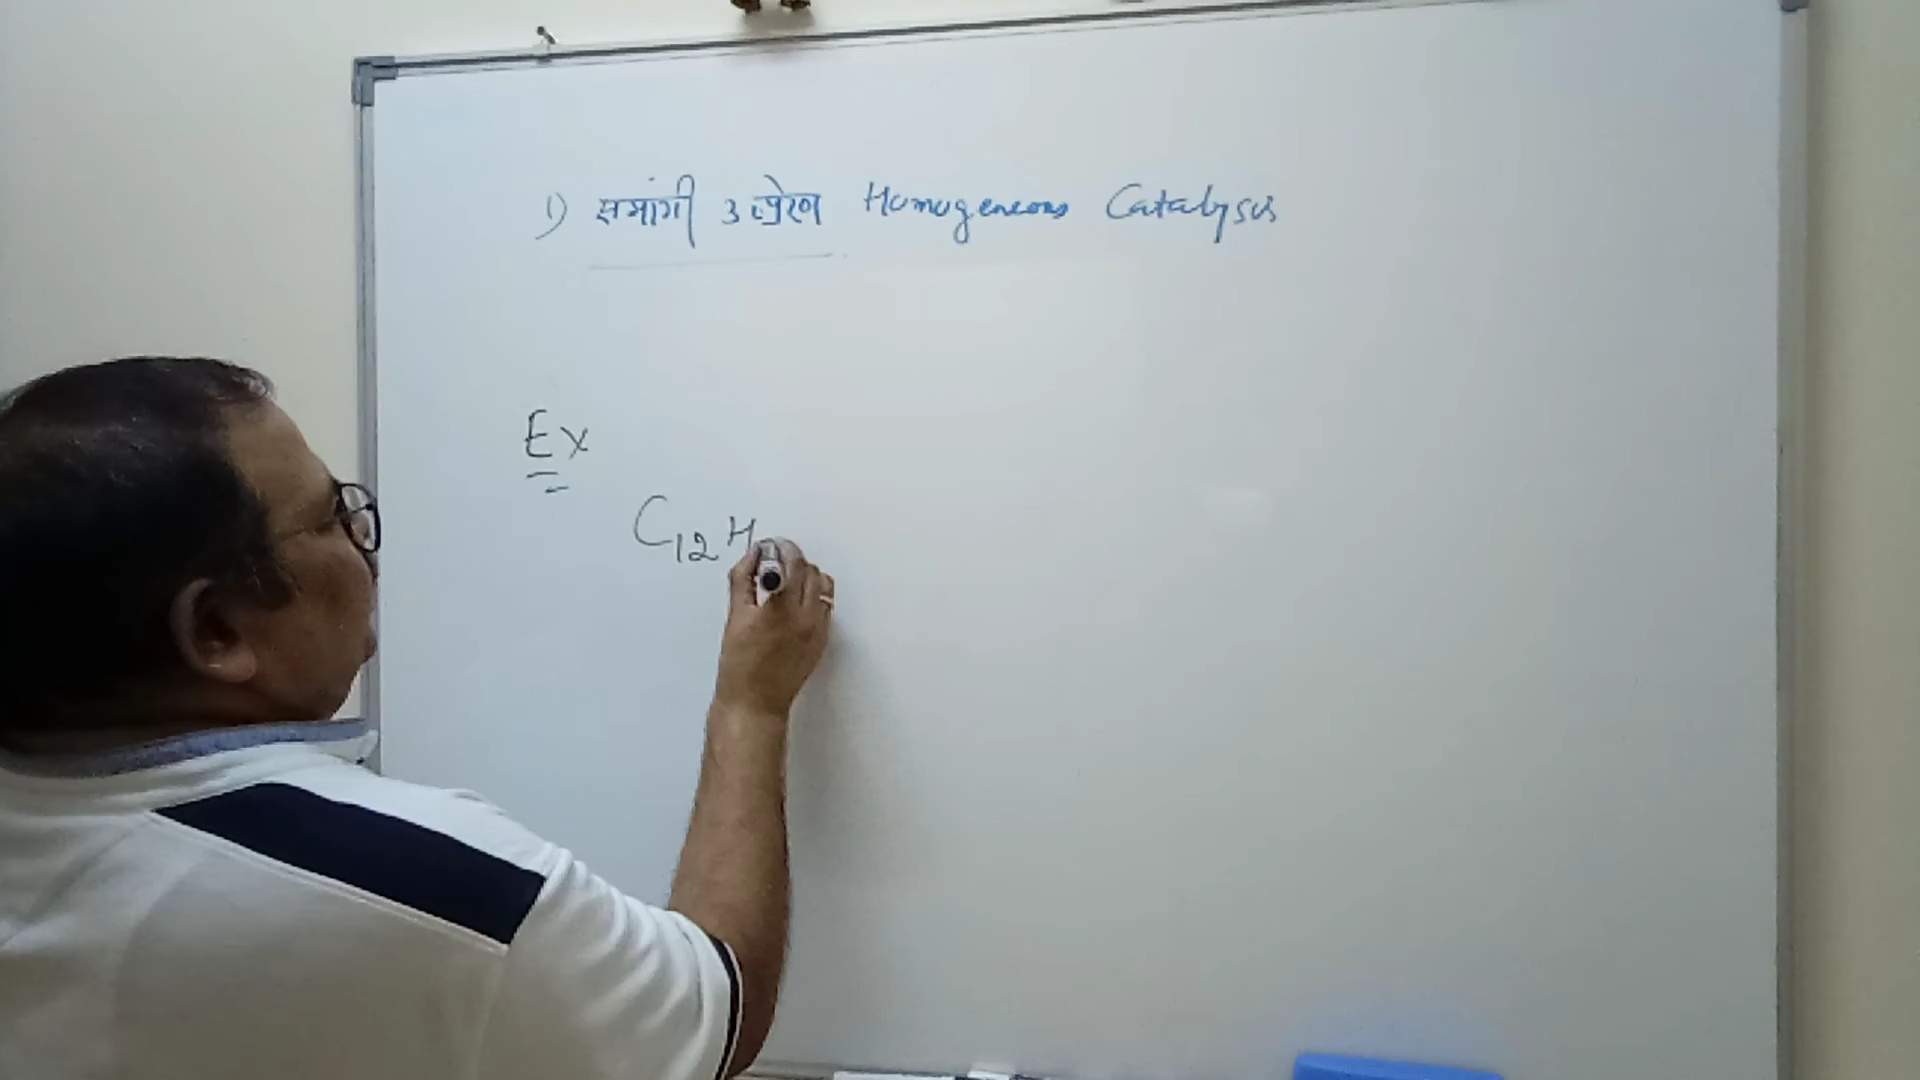 1) समांगी उत्प्रेरण Homogeneous Catalysis
Ex
C12H